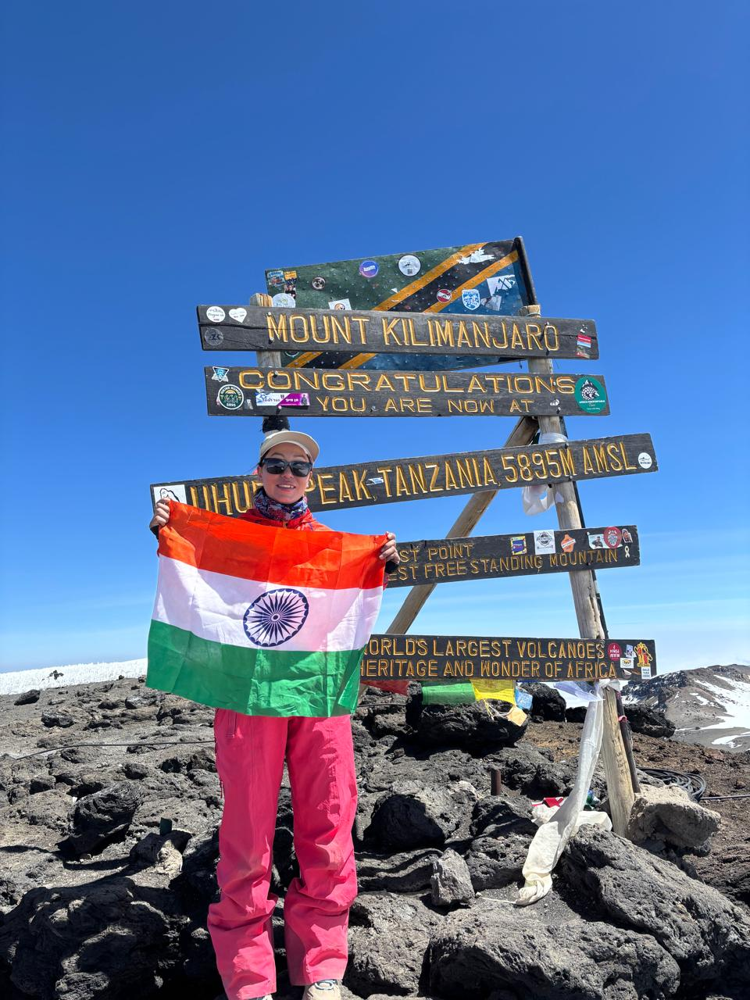 MOUNT KILIMANJARO
CONGRATULATIONS
YOU ARE NOW AT
UHU PEAK, TANZANIA, 5895M AMSL
ST POINT
EST FREE STANDING MOUNTAIN
ORLD'S LARGEST VOLCANOES
HERITAGE AND WONDER OF AFRICA